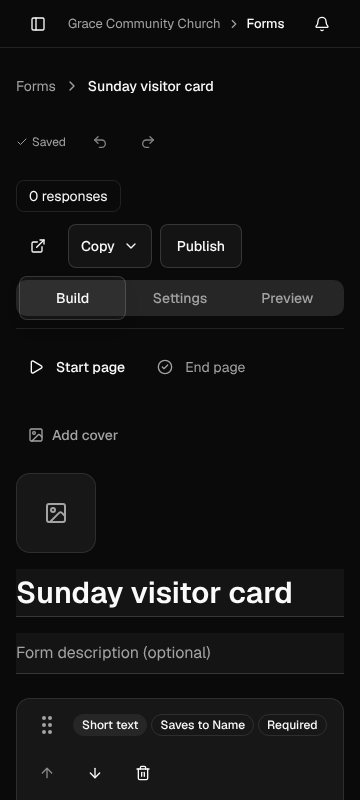 Grace Community Church > Forms
Forms > Sunday visitor card
Saved
0 responses
Copy
Publish
Build
Settings
Preview
Start page
End page
Add cover
Sunday visitor card
Form description (optional)
Short text
Saves to Name
Required